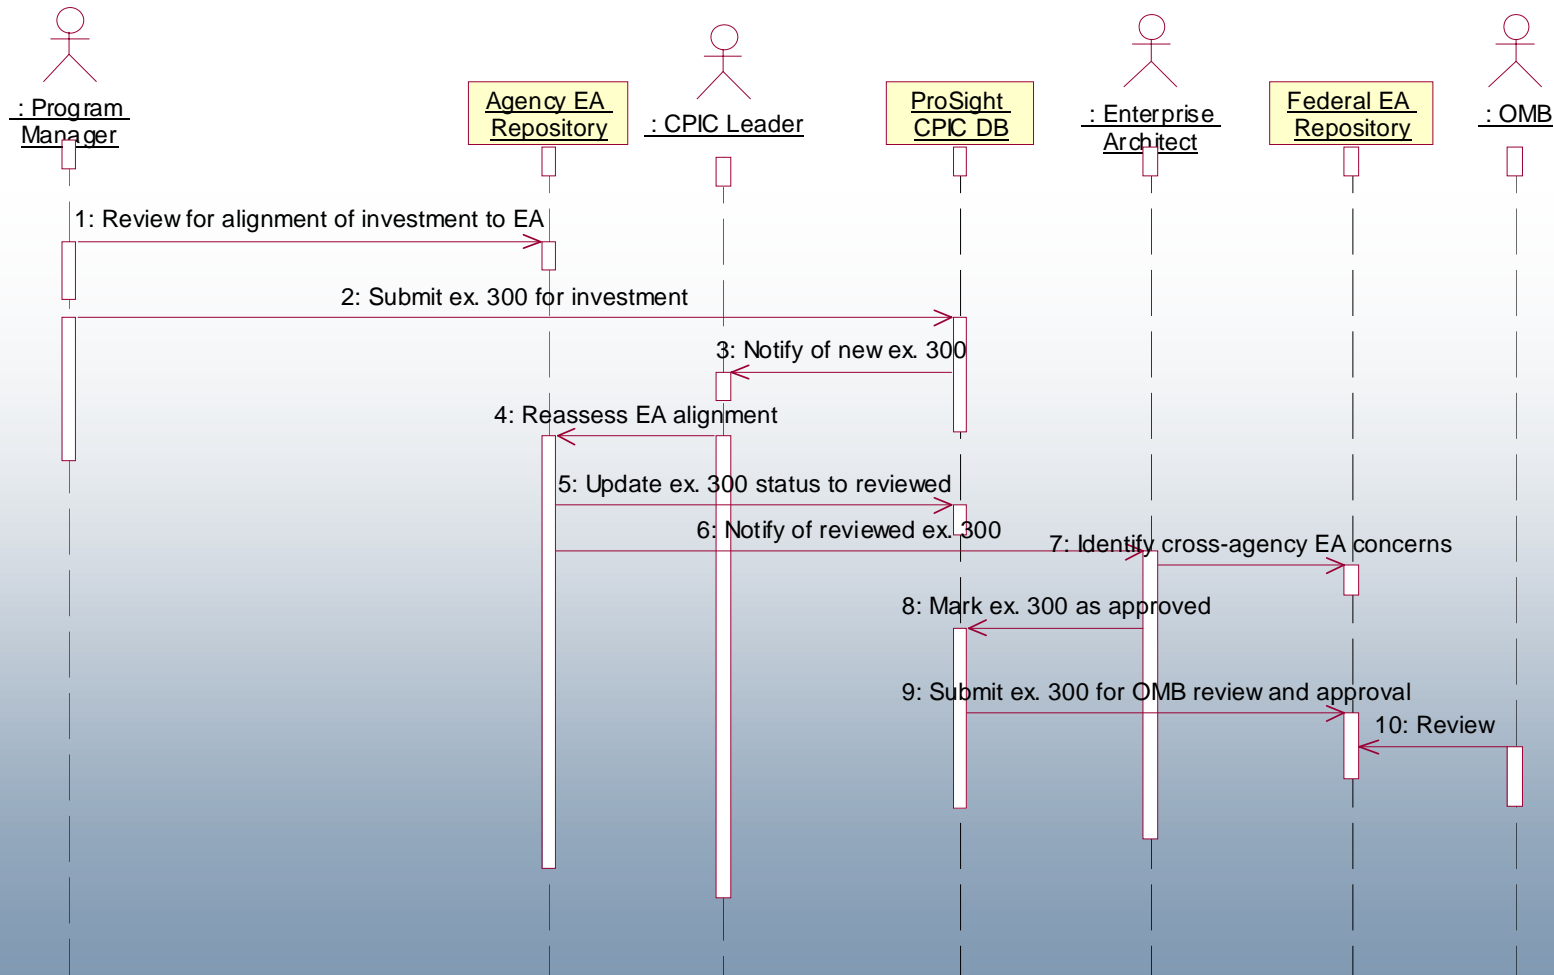 : Program
Manager
Agency EA
Repository
: CPIC Leader
ProSight
CPIC DB
: Enterprise
Architect
Federal EA
Repository
: OMB
1: Review for alignment of investment to EA
2: Submit ex. 300 for investment
3: Notify of new ex. 300
4: Reassess EA alignment
5: Update ex. 300 status to reviewed
6: Notify of reviewed ex. 300
7: Identify cross-agency EA concerns
8: Mark ex. 300 as approved
9: Submit ex. 300 for OMB review and approval
10: Review